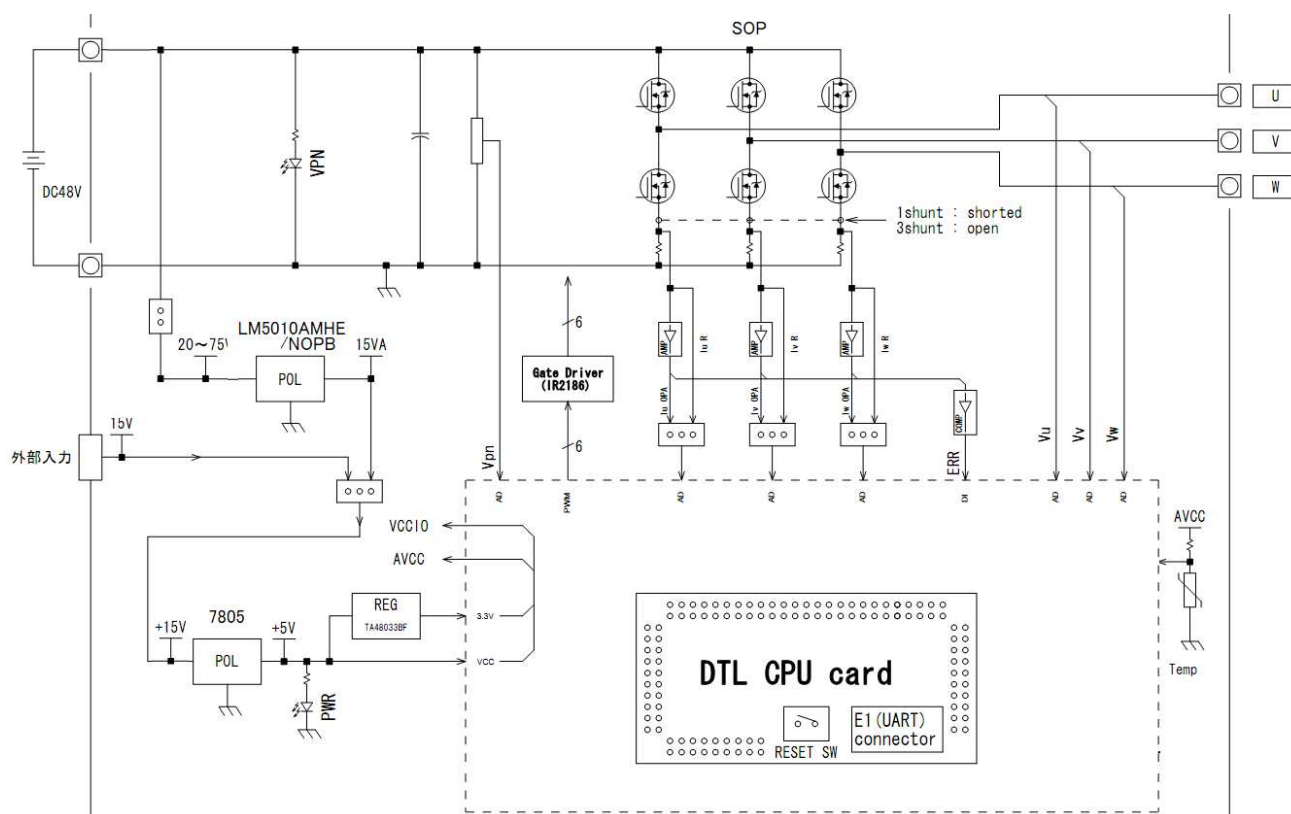 SOP
U
V
W
DC48V
VPN
1shunt : shorted
3shunt : open
LM5010AMHE
/NOPB
20～75V
15VA
POL
6
Gate Driver
(IR2186)
6
AMP
Iu R
AMP
Iv R
AMP
Iw R
Iu OPA
Iv OPA
Iw OPA
COMP
ERR
15V
外部入力
Vpn
Vu
Vv
Vw
AD
PWM
AD
AD
AD
DI
AD
AD
AD
VCCIO
AVCC
AVCC
REG
TA48033BF
3.3V
7805
+15V
+5V
POL
VCC
PWR
Temp
DTL CPU card
RESET SW
E1(UART)
connector